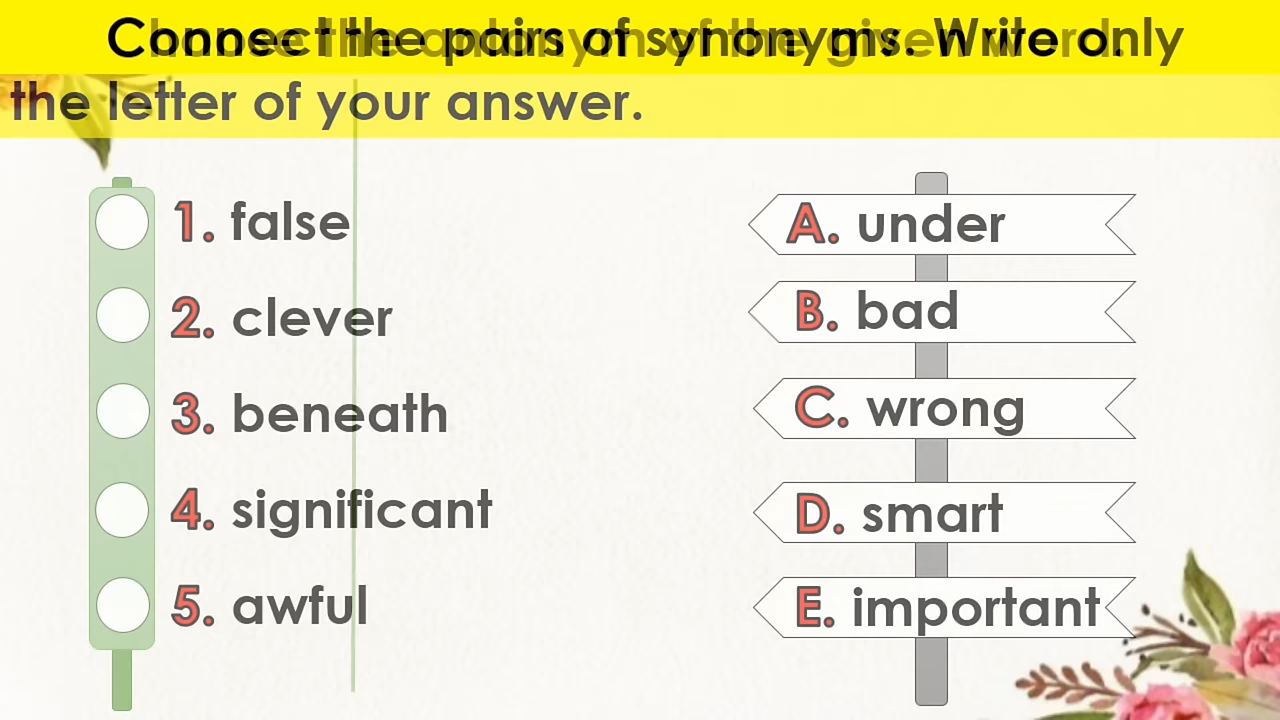 Connect the pairs of synonyms. Write only
the letter of your answer.
1. false
2. clever
3. beneath
4. significant
5. awful
A. under
B. bad
C. wrong
D. smart
E. important